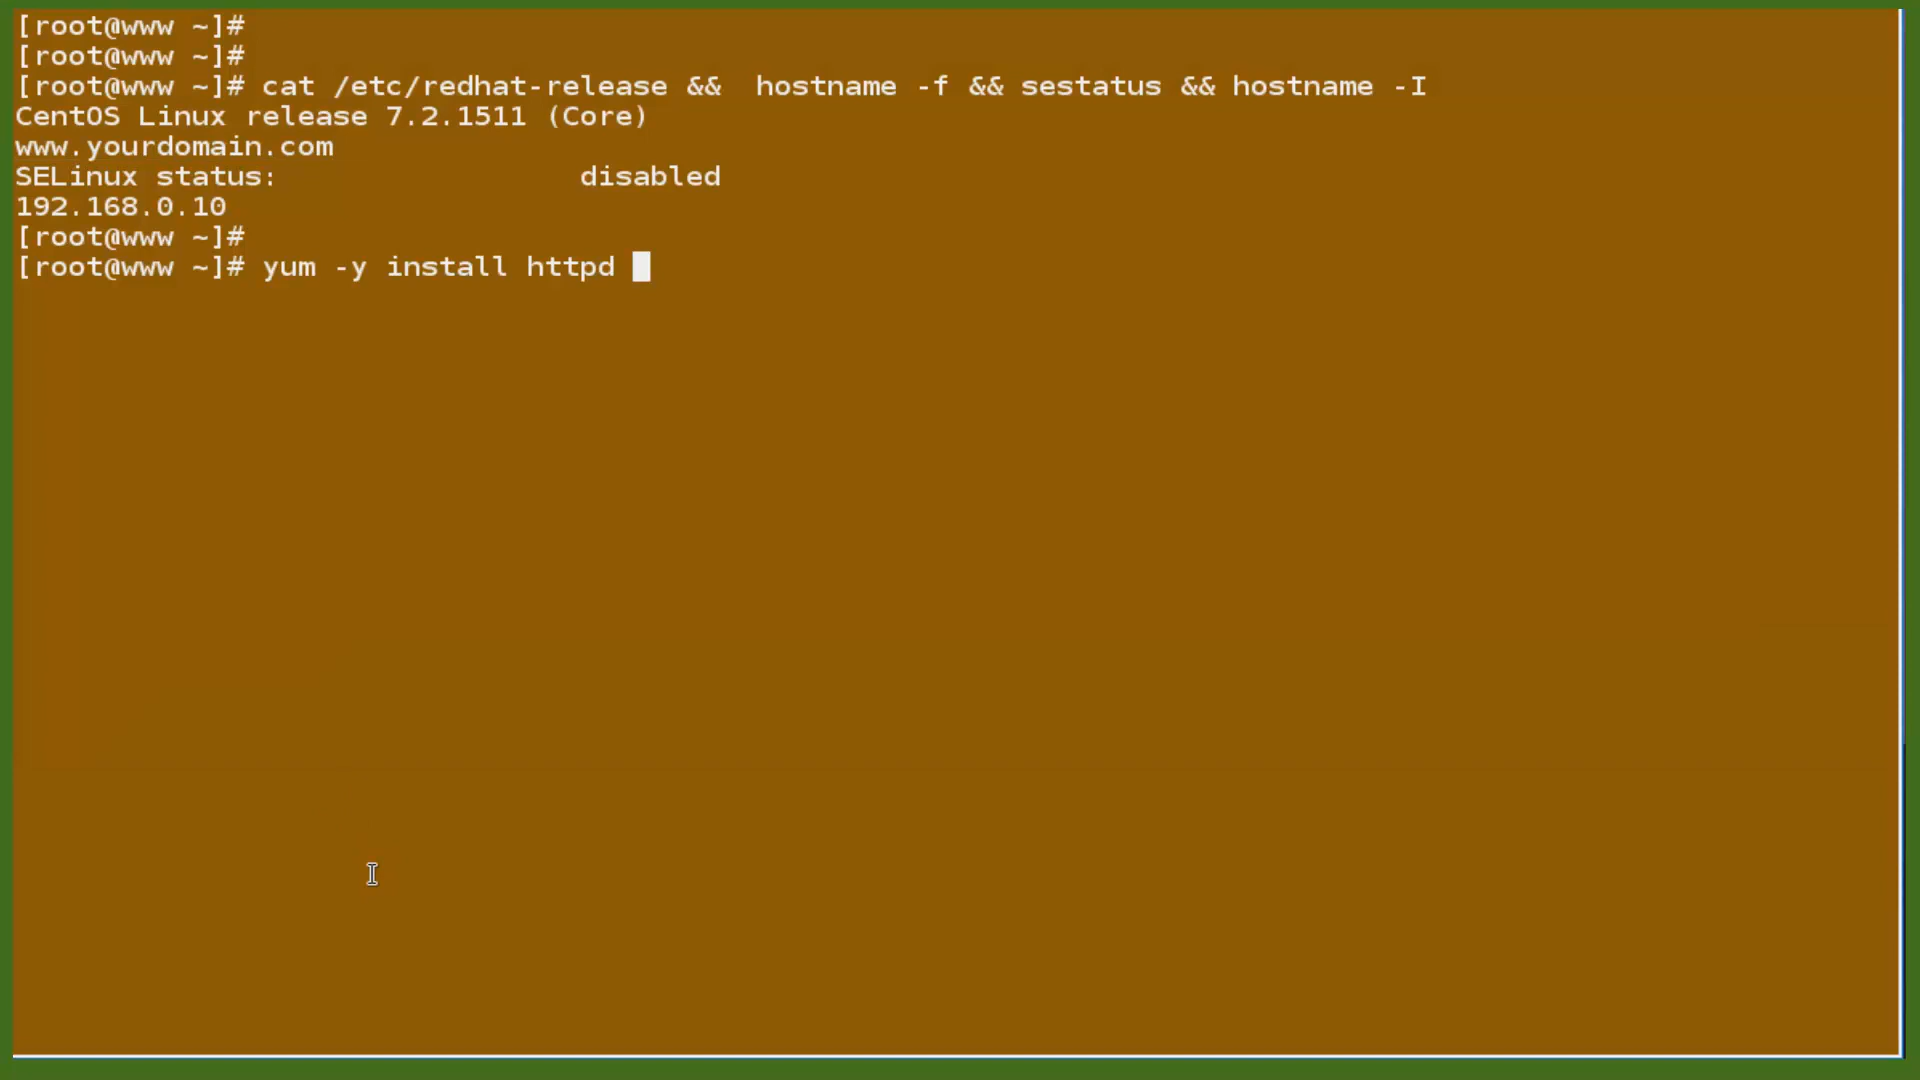 [root@www ~]#
[root@www ~]#
[root@www ~]# cat /etc/redhat-release &&  hostname -f && sestatus && hostname -I
CentOS Linux release 7.2.1511 (Core)
www.yourdomain.com
SELinux status:                 disabled
192.168.0.10
[root@www ~]#
[root@www ~]# yum -y install httpd